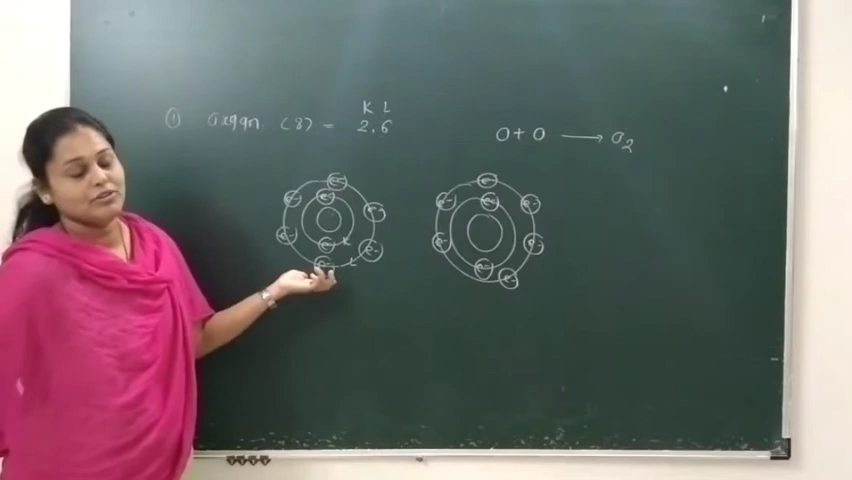 K L
① oxygen (8) = 2,6
O + O ⟶ O₂
e- e- e- e- e- e- e- e- K L
e- e- e- e- e- e- e- e-